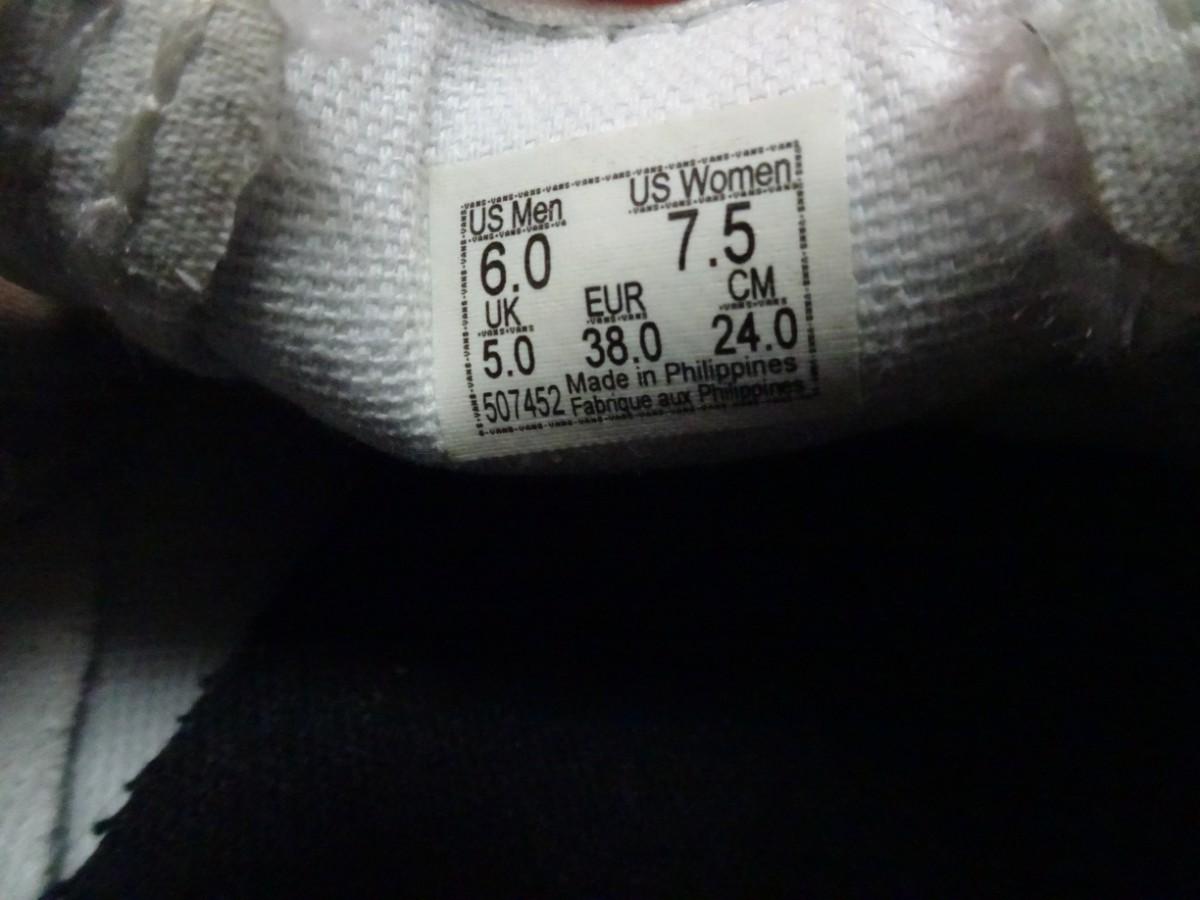 US Men US Women
6.0 7.5
UK EUR CM
5.0 38.0 24.0
507452 Made in Philippines
Fabrique aux Philippines